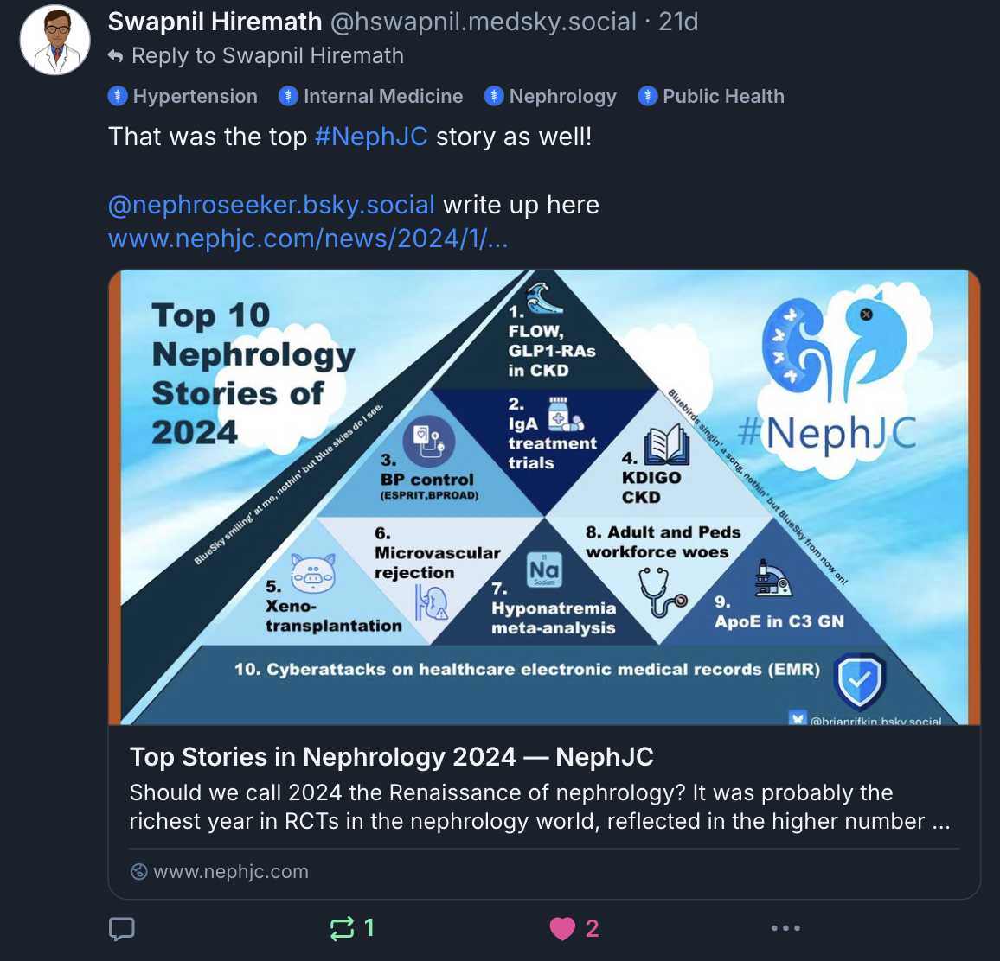 Swapnil Hiremath @hswapnil.medsky.social · 21d
Reply to Swapnil Hiremath
Hypertension Internal Medicine Nephrology Public Health
That was the top #NephJC story as well!
@nephroseeker.bsky.social write up here
www.nephjc.com/news/2024/1/...
Top 10
Nephrology
Stories of
2024
BlueSky smiling' at me, nothin' but blue skies do I see.
1.
FLOW,
GLP1-RAs
in CKD
Bluebirds singin' a song, nothin' but BlueSky from now on!
#NephJC
2.
IgA
treatment
trials
3.
BP control
(ESPRIT,BPROAD)
4.
KDIGO
CKD
5.
Xeno-
transplantation
6.
Microvascular
rejection
11
Na
Sodium
7.
Hyponatremia
meta-analysis
8. Adult and Peds
workforce woes
9.
ApoE in C3 GN
10. Cyberattacks on healthcare electronic medical records (EMR)
@brianrifkin.bsky.social
Top Stories in Nephrology 2024 — NephJC
Should we call 2024 the Renaissance of nephrology? It was probably the
richest year in RCTs in the nephrology world, reflected in the higher number ...
www.nephjc.com
1 2